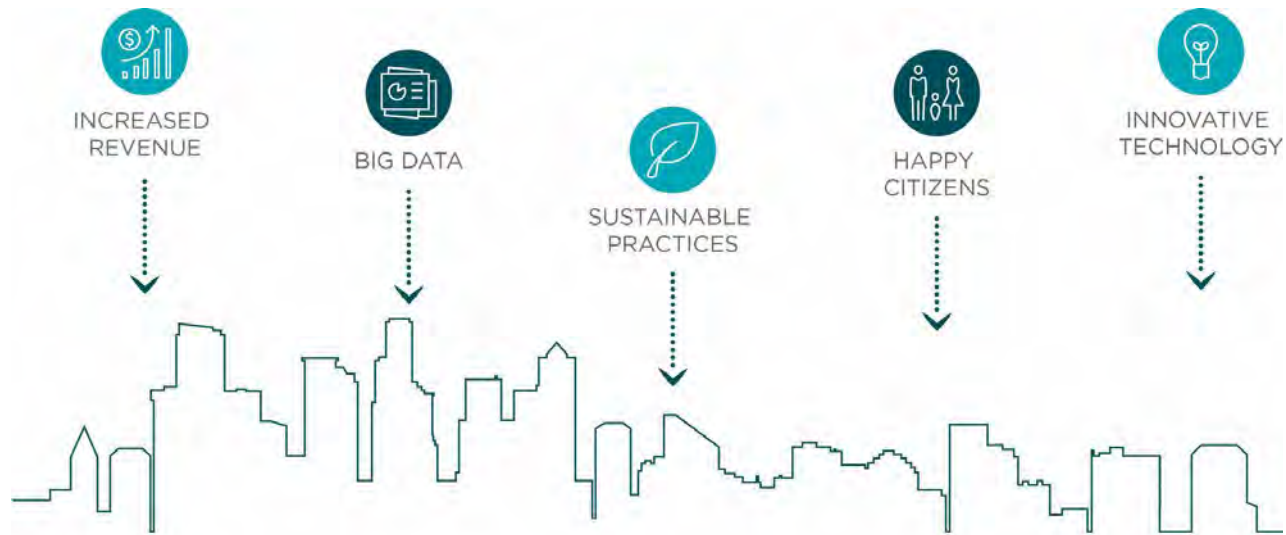 INCREASED
REVENUE
BIG DATA
SUSTAINABLE
PRACTICES
HAPPY
CITIZENS
INNOVATIVE
TECHNOLOGY